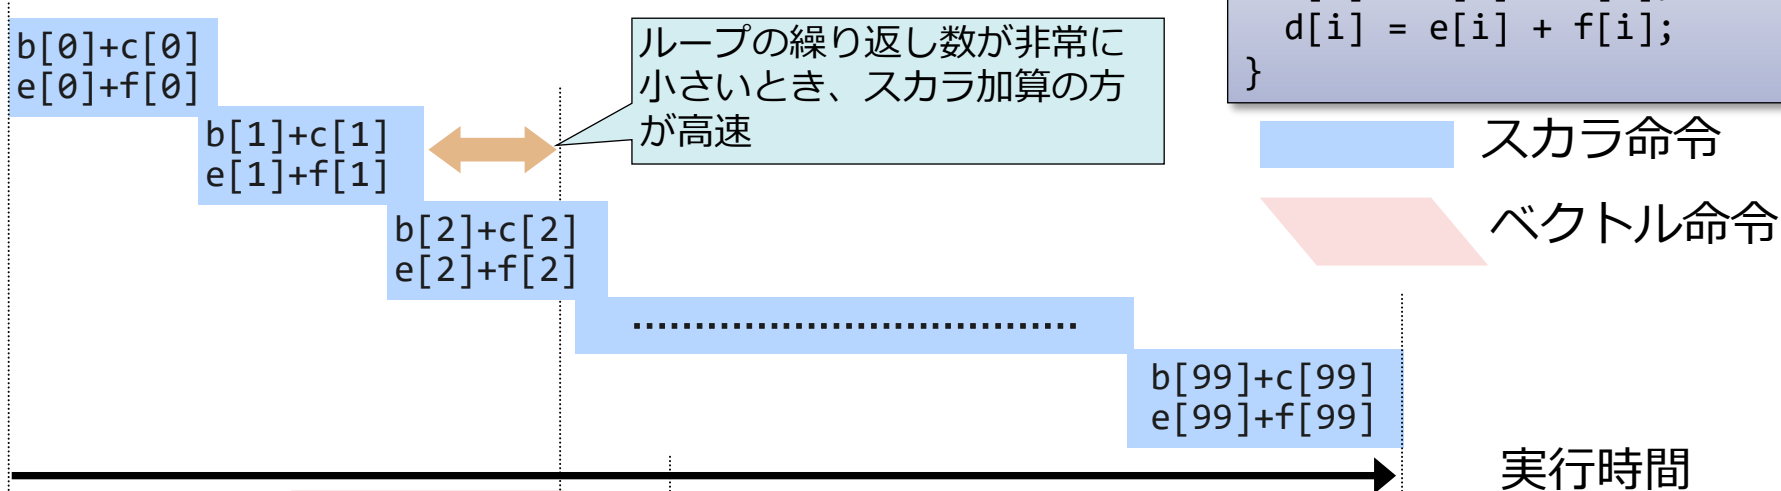 b[0]+c[0]
e[0]+f[0]
b[1]+c[1]
e[1]+f[1]
b[2]+c[2]
e[2]+f[2]
.....................................
b[99]+c[99]
e[99]+f[99]
ループの繰り返し数が非常に
小さいとき、スカラ加算の方
が高速
d[i] = e[i] + f[i];
}
スカラ命令
ベクトル命令
実行時間